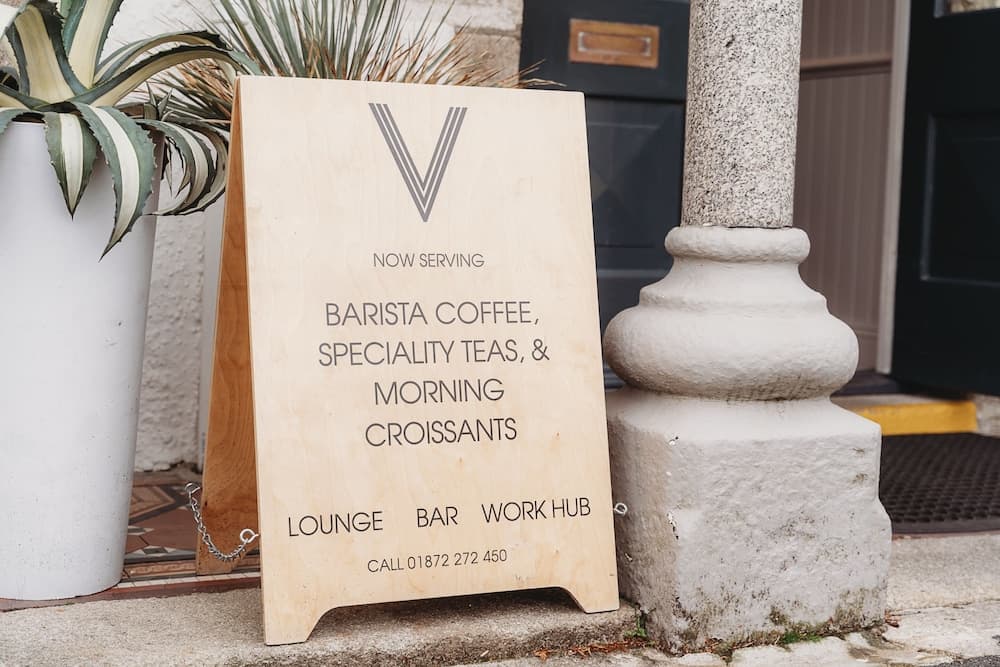 V
NOW SERVING
BARISTA COFFEE,
SPECIALITY TEAS, &
MORNING
CROISSANTS
LOUNGE BAR WORK HUB
CALL 01872 272 450